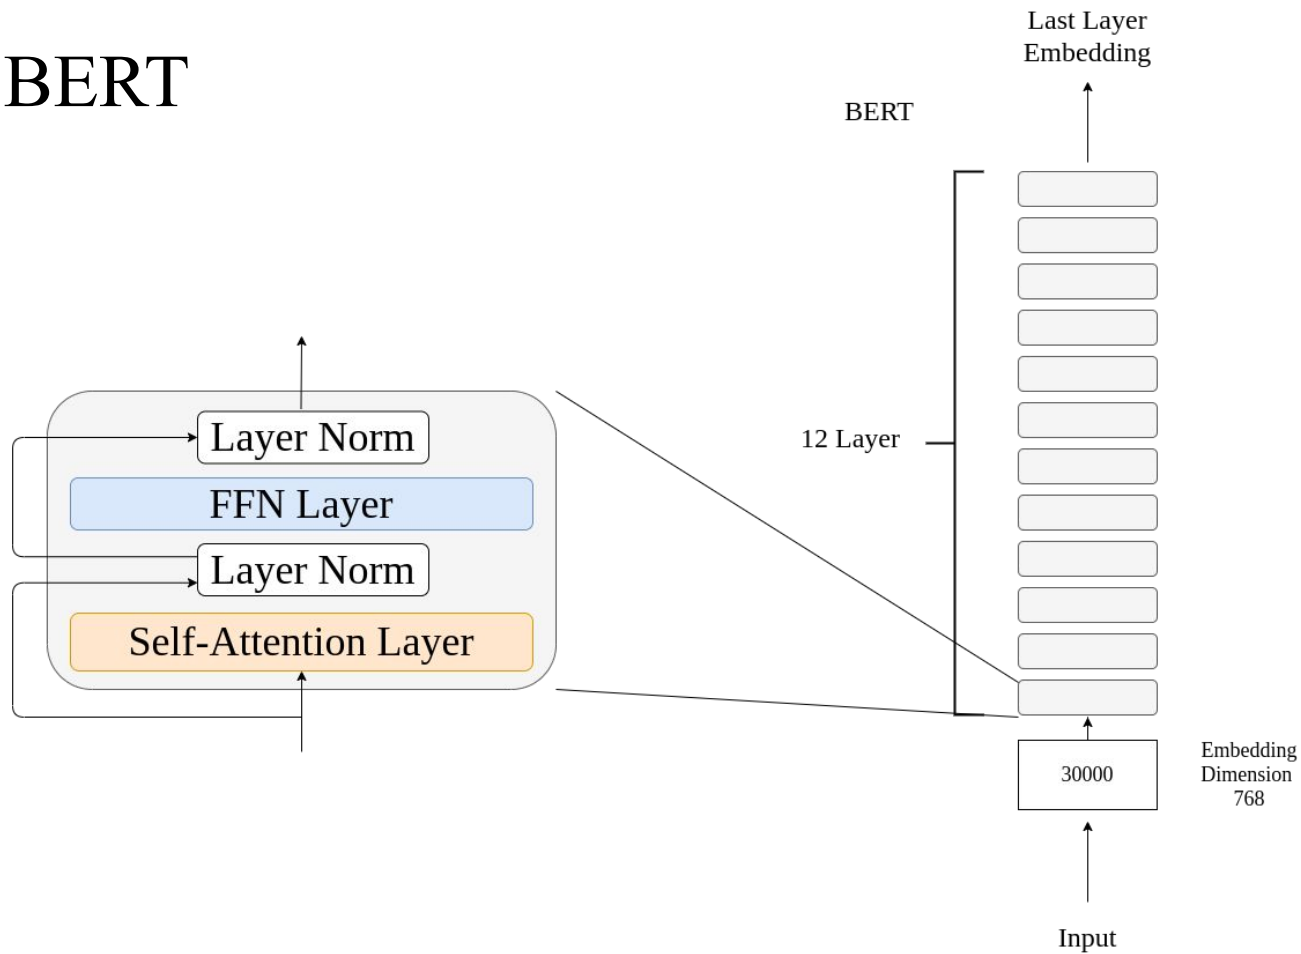 BERT
Last Layer
Embedding
BERT
12 Layer
Layer Norm
FFN Layer
Layer Norm
Self-Attention Layer
30000
Embedding
Dimension
768
Input